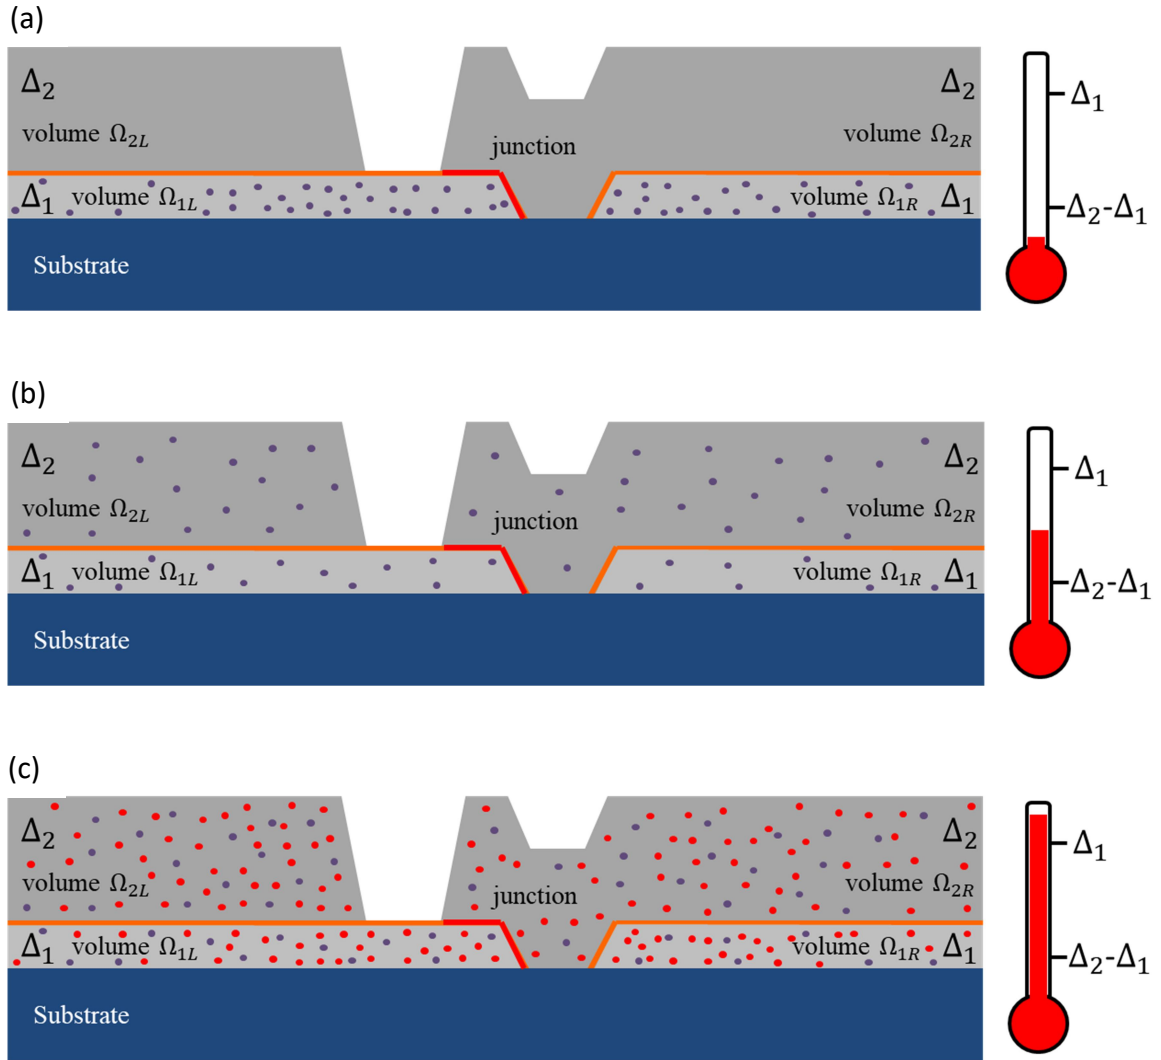 (a)
Δ₂ Δ₂ Δ₁
volume Ω₂L junction volume Ω₂R
Δ₁ volume Ω₁L volume Ω₁R Δ₁ Δ₂-Δ₁
Substrate
(b)
Δ₂ Δ₂ Δ₁
volume Ω₂L junction volume Ω₂R
Δ₁ volume Ω₁L volume Ω₁R Δ₁ Δ₂-Δ₁
Substrate
(c)
Δ₂ Δ₂ Δ₁
volume Ω₂L junction volume Ω₂R
Δ₁ volume Ω₁L volume Ω₁R Δ₁ Δ₂-Δ₁
Substrate